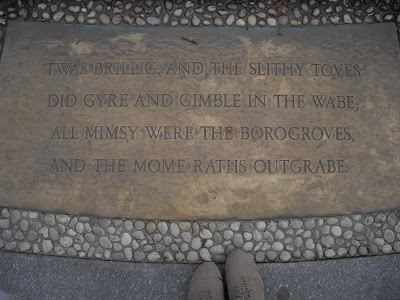 'TWAS BRILLIG, AND THE SLITHY TOVES
DID GYRE AND GIMBLE IN THE WABE,
ALL MIMSY WERE THE BOROGROVES,
AND THE MOME RATHS OUTGRABE.